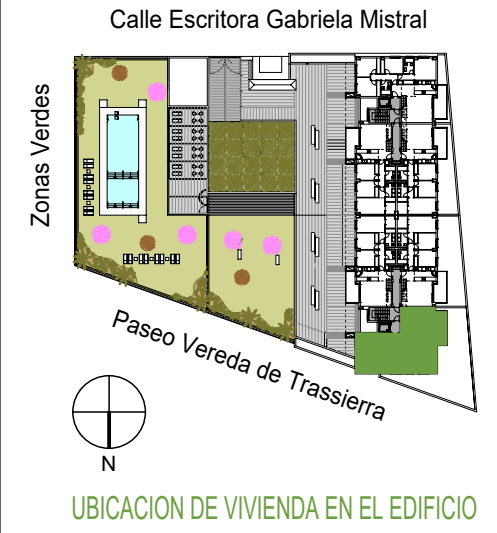 Calle Escritora Gabriela Mistral
Zonas Verdes
Paseo Vereda de Trassierra
N
UBICACION DE VIVIENDA EN EL EDIFICIO